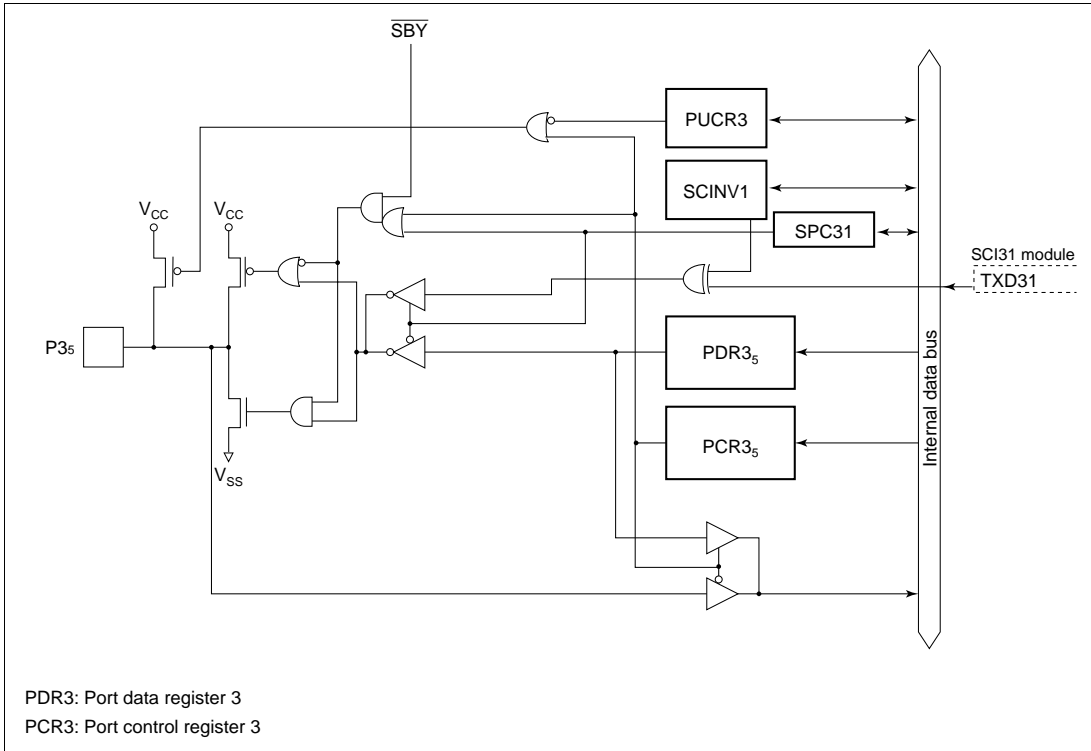 SBY
PUCR3
SCINV1
VCC
VCC
SPC31
SCI31 module
TXD31
P35
PDR35
Internal data bus
PCR35
VSS
PDR3: Port data register 3
PCR3: Port control register 3